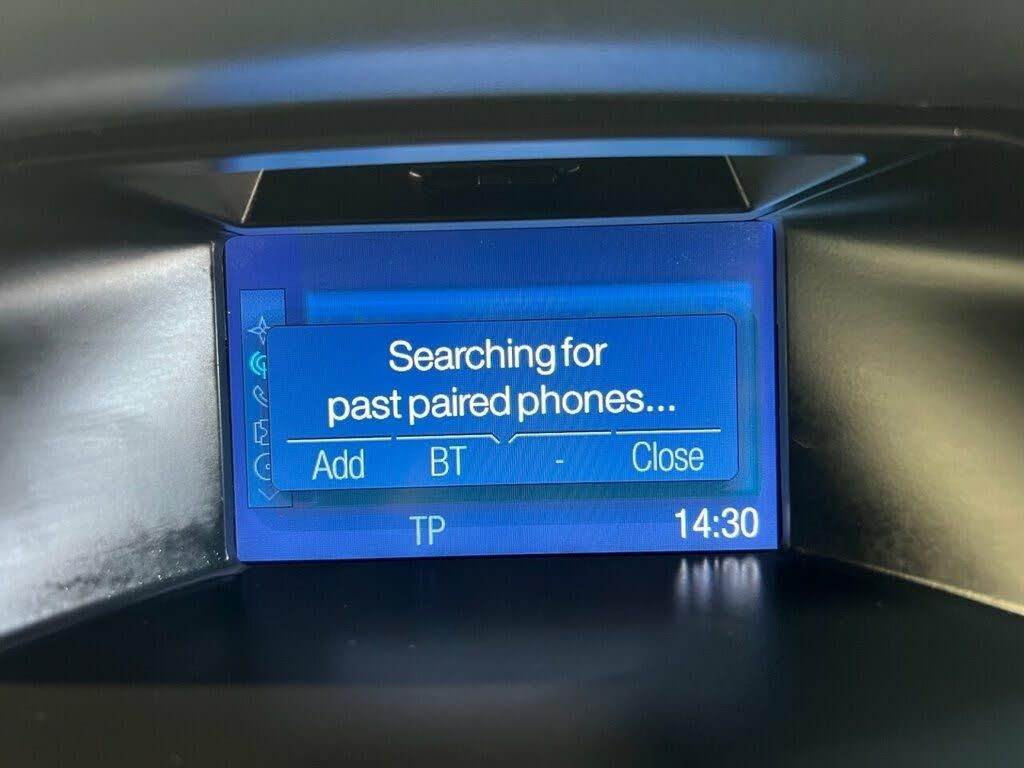 Searching for
past paired phones...
Add BT - Close
TP 14:30